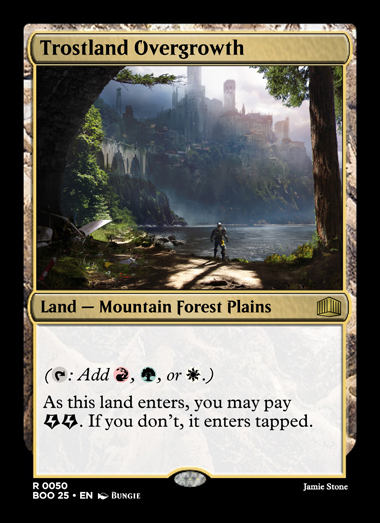 Trostland Overgrowth
Land — Mountain Forest Plains
(: Add , , or .)
As this land enters, you may pay
. If you don't, it enters tapped.
R 0050
Jamie Stone
BOO 25 • EN Bungie